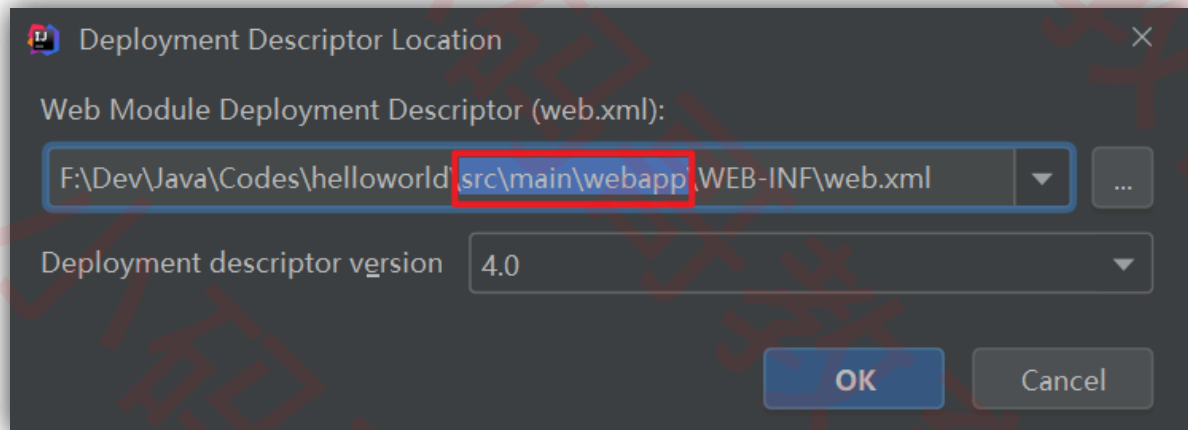 Deployment Descriptor Location
Web Module Deployment Descriptor (web.xml):
F:\Dev\Java\Codes\helloworld\src\main\webapp\WEB-INF\web.xml
...
Deployment descriptor version 4.0
OK Cancel